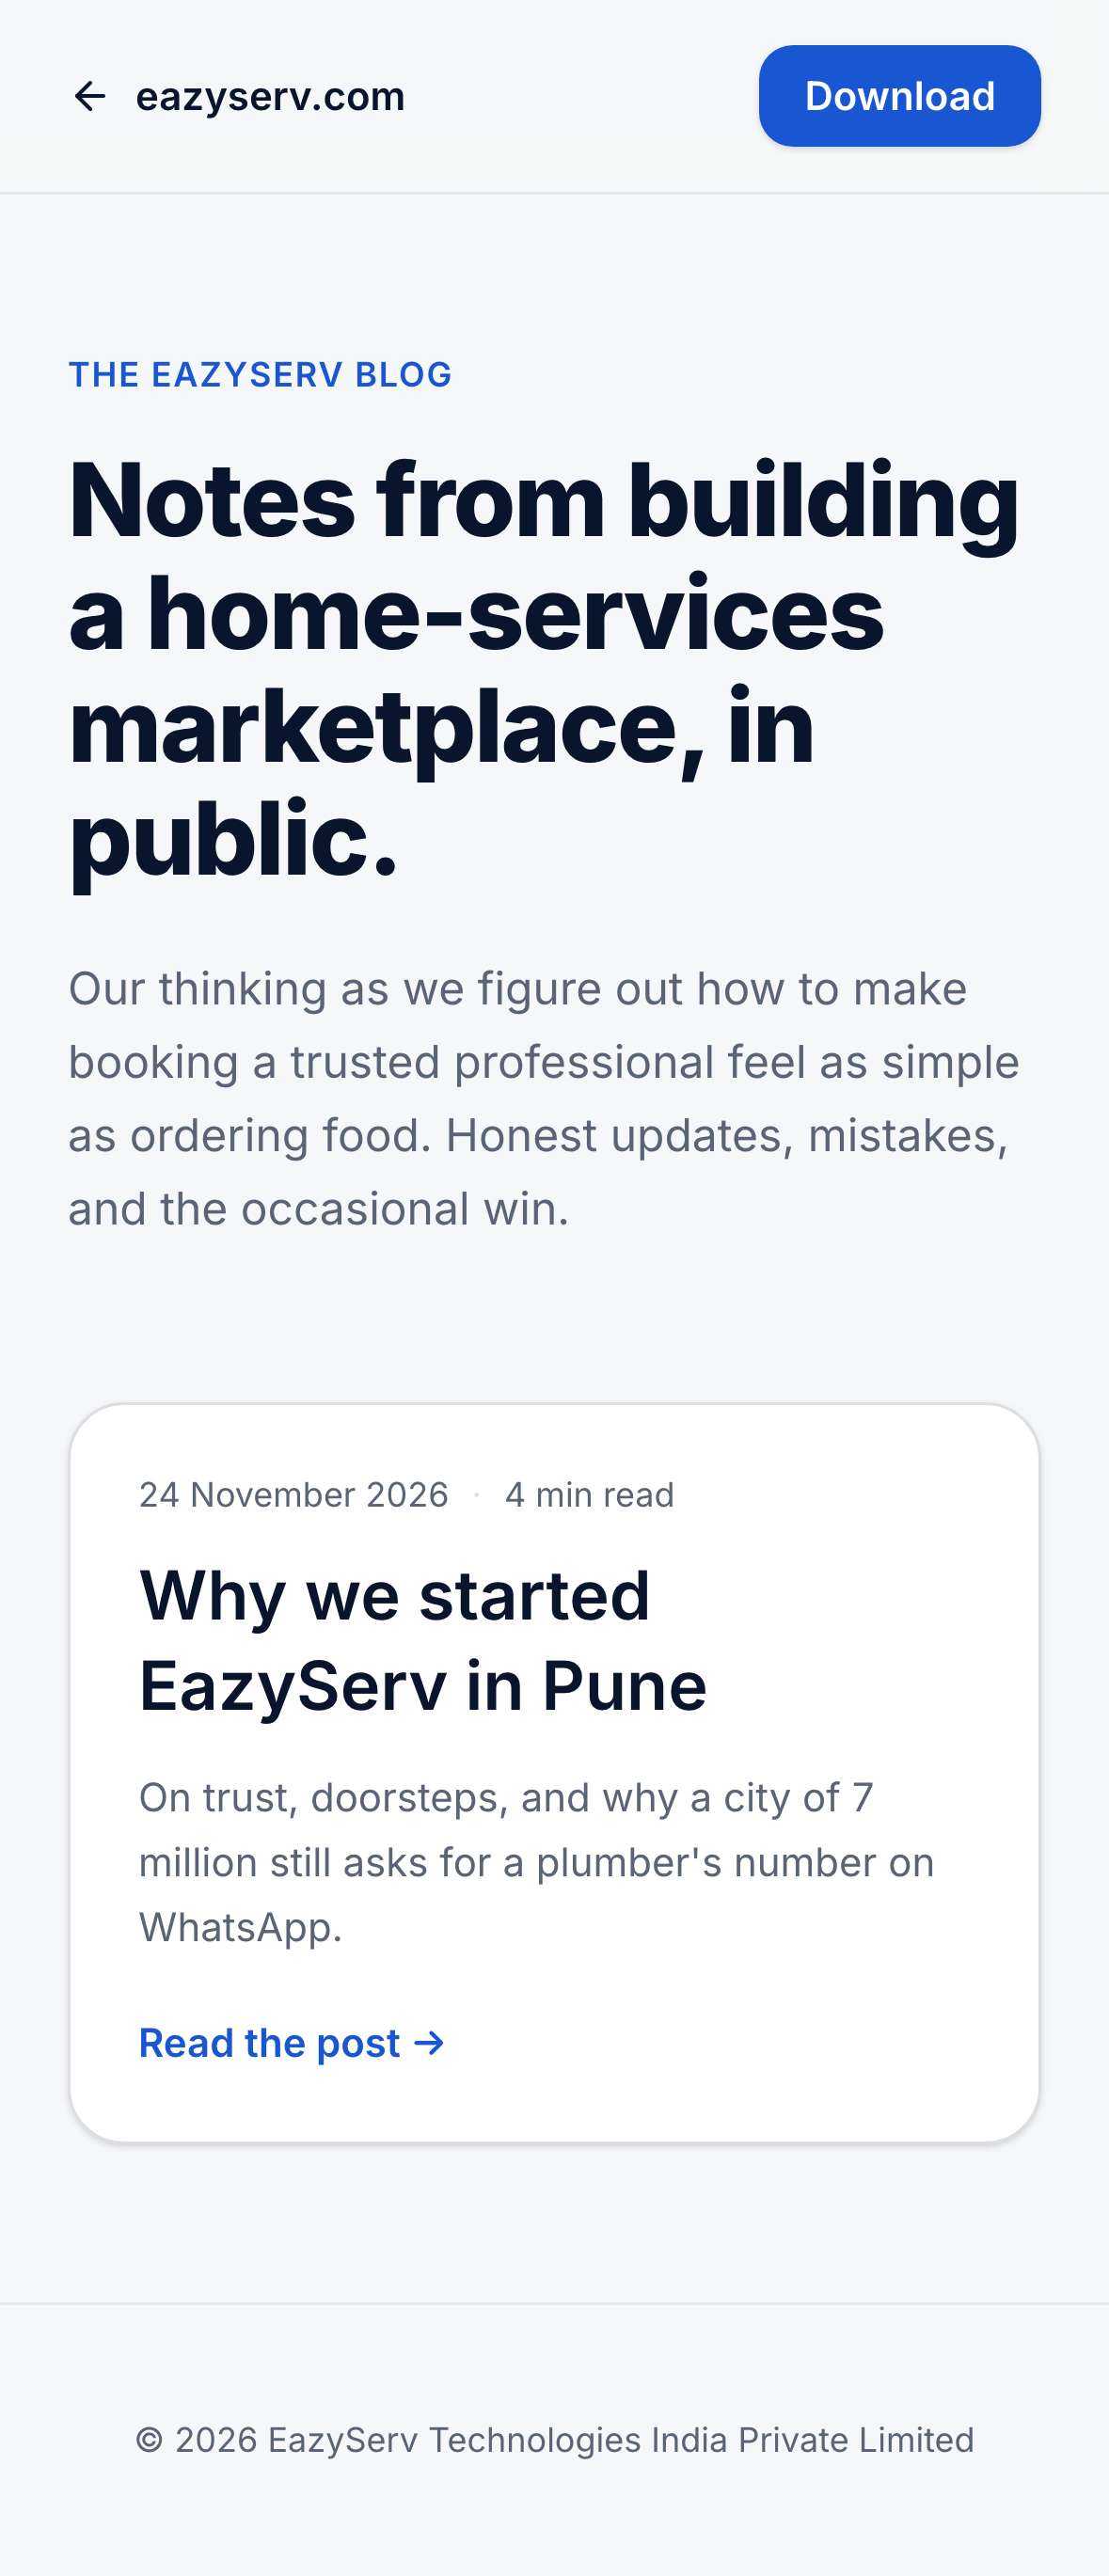 ← eazyserv.com
Download
THE EAZYSERV BLOG
Notes from building
a home-services
marketplace, in
public.
Our thinking as we figure out how to make
booking a trusted professional feel as simple
as ordering food. Honest updates, mistakes,
and the occasional win.
24 November 2026 · 4 min read
Why we started
EazyServ in Pune
On trust, doorsteps, and why a city of 7
million still asks for a plumber's number on
WhatsApp.
Read the post →
© 2026 EazyServ Technologies India Private Limited